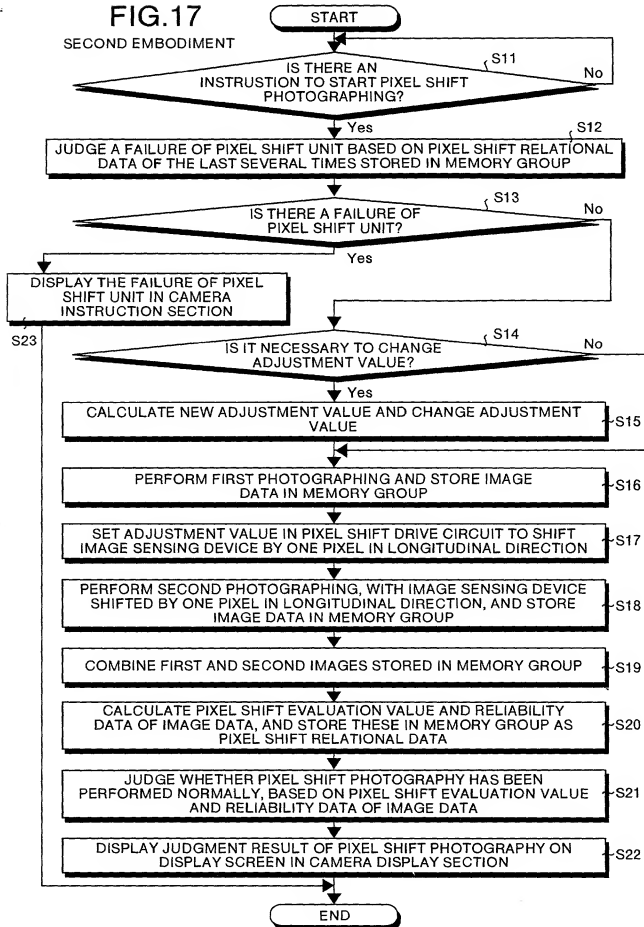 FIG.17
SECOND EMBODIMENT
START
S11
IS THERE AN
INSTRUSTION TO START PIXEL SHIFT
PHOTOGRAPHING?
No
Yes
S12
JUDGE A FAILURE OF PIXEL SHIFT UNIT BASED ON PIXEL SHIFT RELATIONAL
DATA OF THE LAST SEVERAL TIMES STORED IN MEMORY GROUP
S13
IS THERE A FAILURE OF
PIXEL SHIFT UNIT?
No
Yes
DISPLAY THE FAILURE OF PIXEL
SHIFT UNIT IN CAMERA
INSTRUCTION SECTION
S23
S14
IS IT NECESSARY TO CHANGE
ADJUSTMENT VALUE?
No
Yes
CALCULATE NEW ADJUSTMENT VALUE AND CHANGE ADJUSTMENT
VALUE
S15
PERFORM FIRST PHOTOGRAPHING AND STORE IMAGE
DATA IN MEMORY GROUP
S16
SET ADJUSTMENT VALUE IN PIXEL SHIFT DRIVE CIRCUIT TO SHIFT
IMAGE SENSING DEVICE BY ONE PIXEL IN LONGITUDINAL DIRECTION
S17
PERFORM SECOND PHOTOGRAPHING, WITH IMAGE SENSING DEVICE
SHIFTED BY ONE PIXEL IN LONGITUDINAL DIRECTION, AND STORE
IMAGE DATA IN MEMORY GROUP
S18
COMBINE FIRST AND SECOND IMAGES STORED IN MEMORY GROUP
S19
CALCULATE PIXEL SHIFT EVALUATION VALUE AND RELIABILITY
DATA OF IMAGE DATA, AND STORE THESE IN MEMORY GROUP AS
PIXEL SHIFT RELATIONAL DATA
S20
JUDGE WHETHER PIXEL SHIFT PHOTOGRAPHY HAS BEEN
PERFORMED NORMALLY, BASED ON PIXEL SHIFT EVALUATION VALUE
AND RELIABILITY DATA OF IMAGE DATA
S21
DISPLAY JUDGMENT RESULT OF PIXEL SHIFT PHOTOGRAPHY ON
DISPLAY SCREEN IN CAMERA DISPLAY SECTION
S22
END